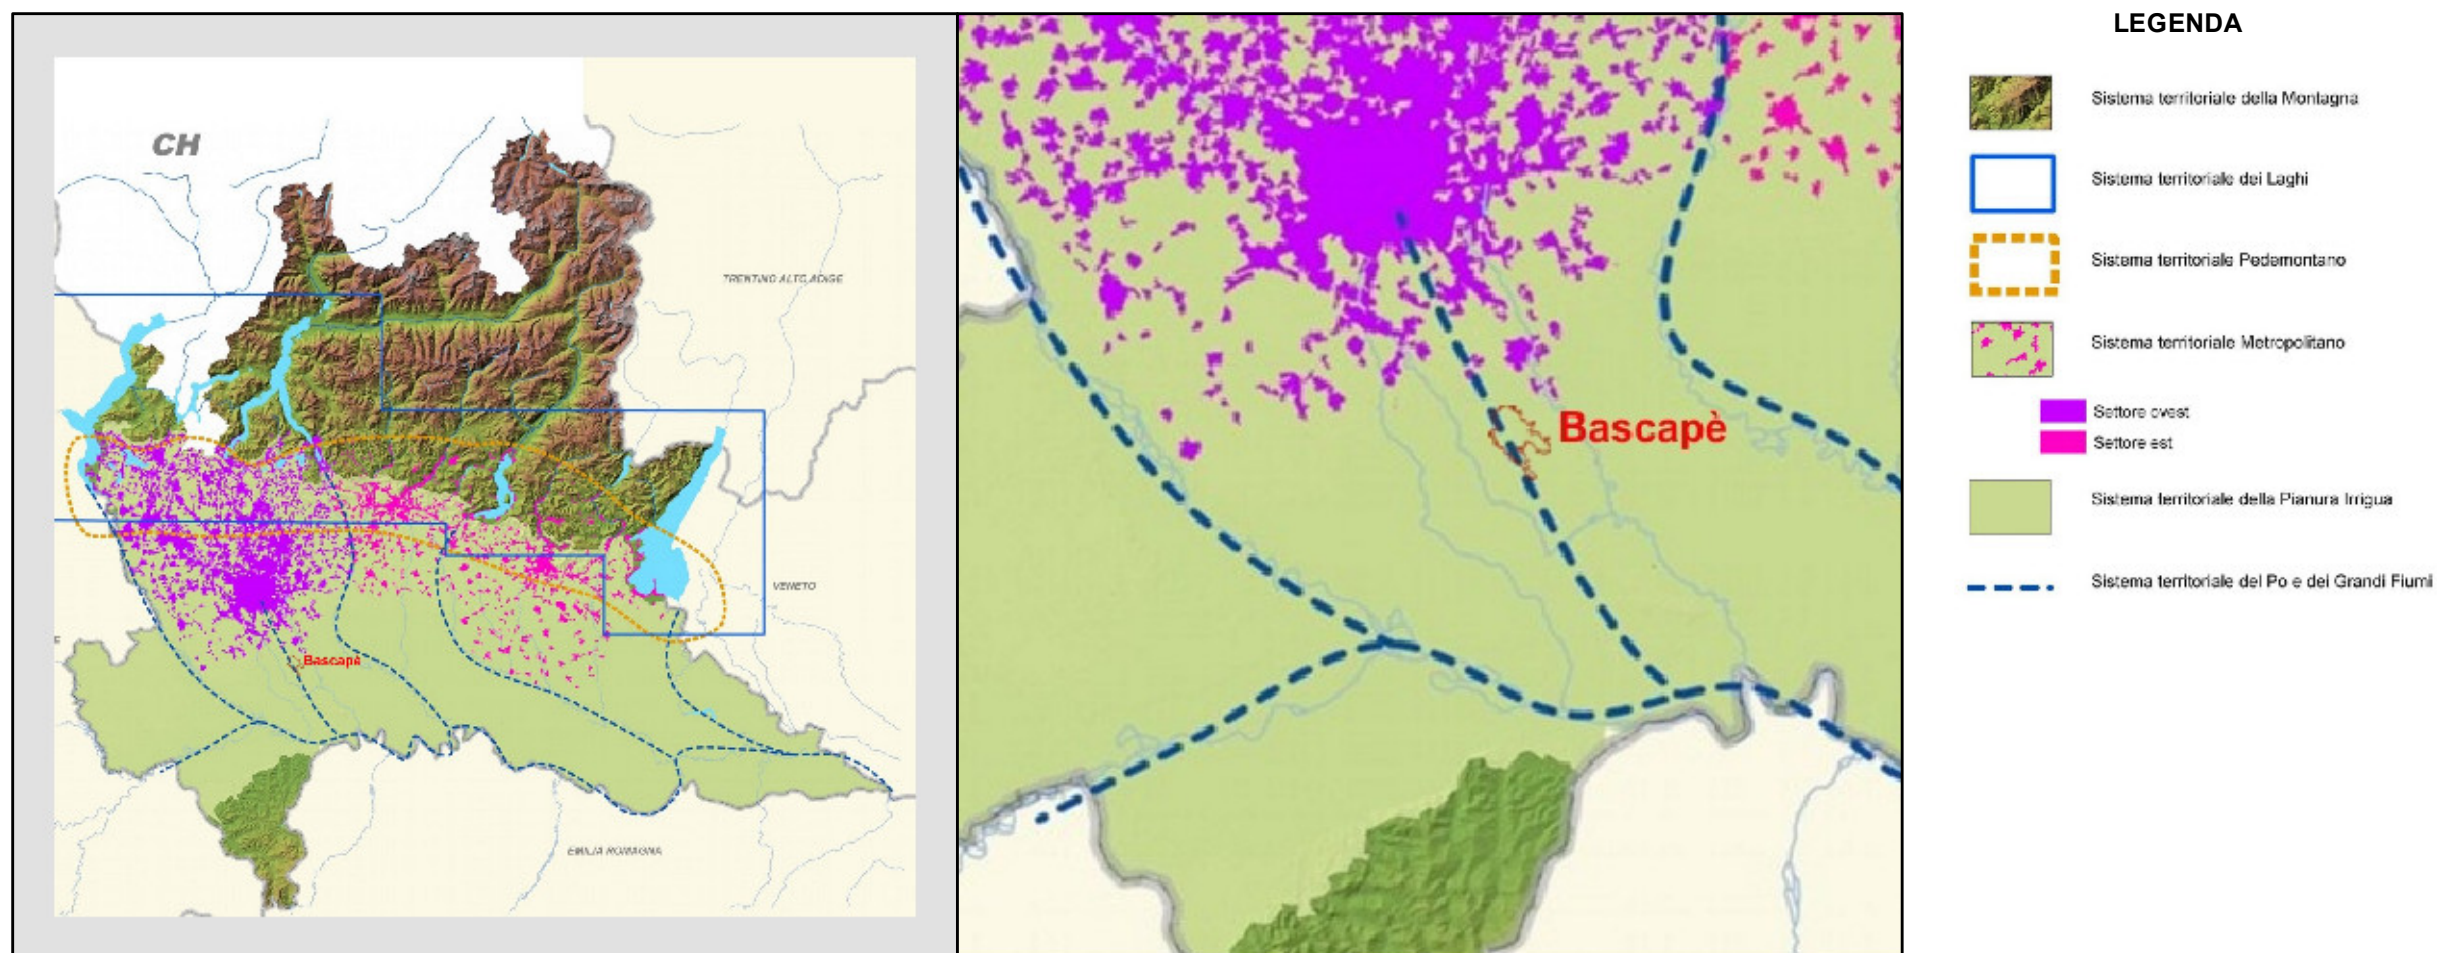 CH
TRENTINO ALTO ADIGE
VENETO
Bascapè
EMILIA ROMAGNA
E
Bascapè
LEGENDA
Sistema territoriale della Montagna
Sistema territoriale dei Laghi
Sistema territoriale Pedemontano
Sistema territoriale Metropolitano
Settore ovest
Settore est
Sistema territoriale della Pianura Irrigua
Sistema territoriale del Po e dei Grandi Fiumi